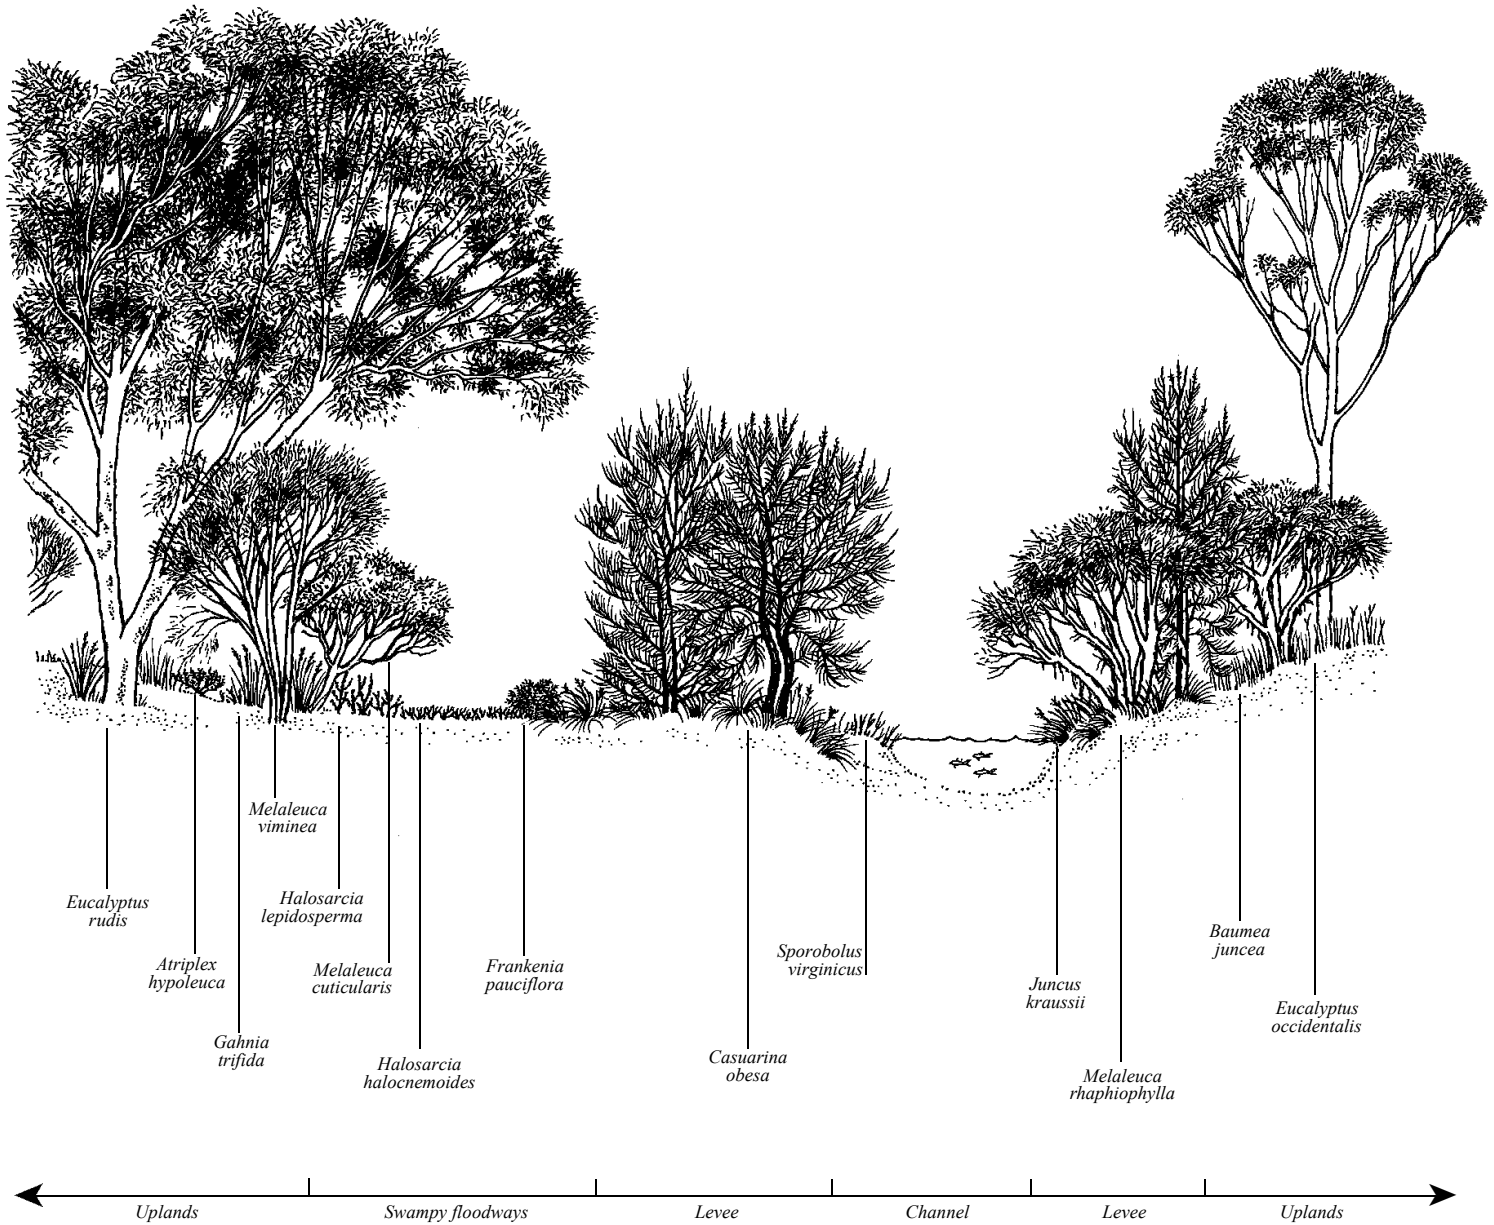 Melaleuca
viminea
Eucalyptus
rudis
Halosarcia
lepidosperma
Atriplex
hypoleuca
Melaleuca
cuticularis
Frankenia
pauciflora
Sporobolus
virginicus
Juncus
kraussii
Baumea
juncea
Gahnia
trifida
Halosarcia
halocnemoides
Casuarina
obesa
Melaleuca
rhaphiophylla
Eucalyptus
occidentalis
Uplands
Swampy floodways
Levee
Channel
Levee
Uplands